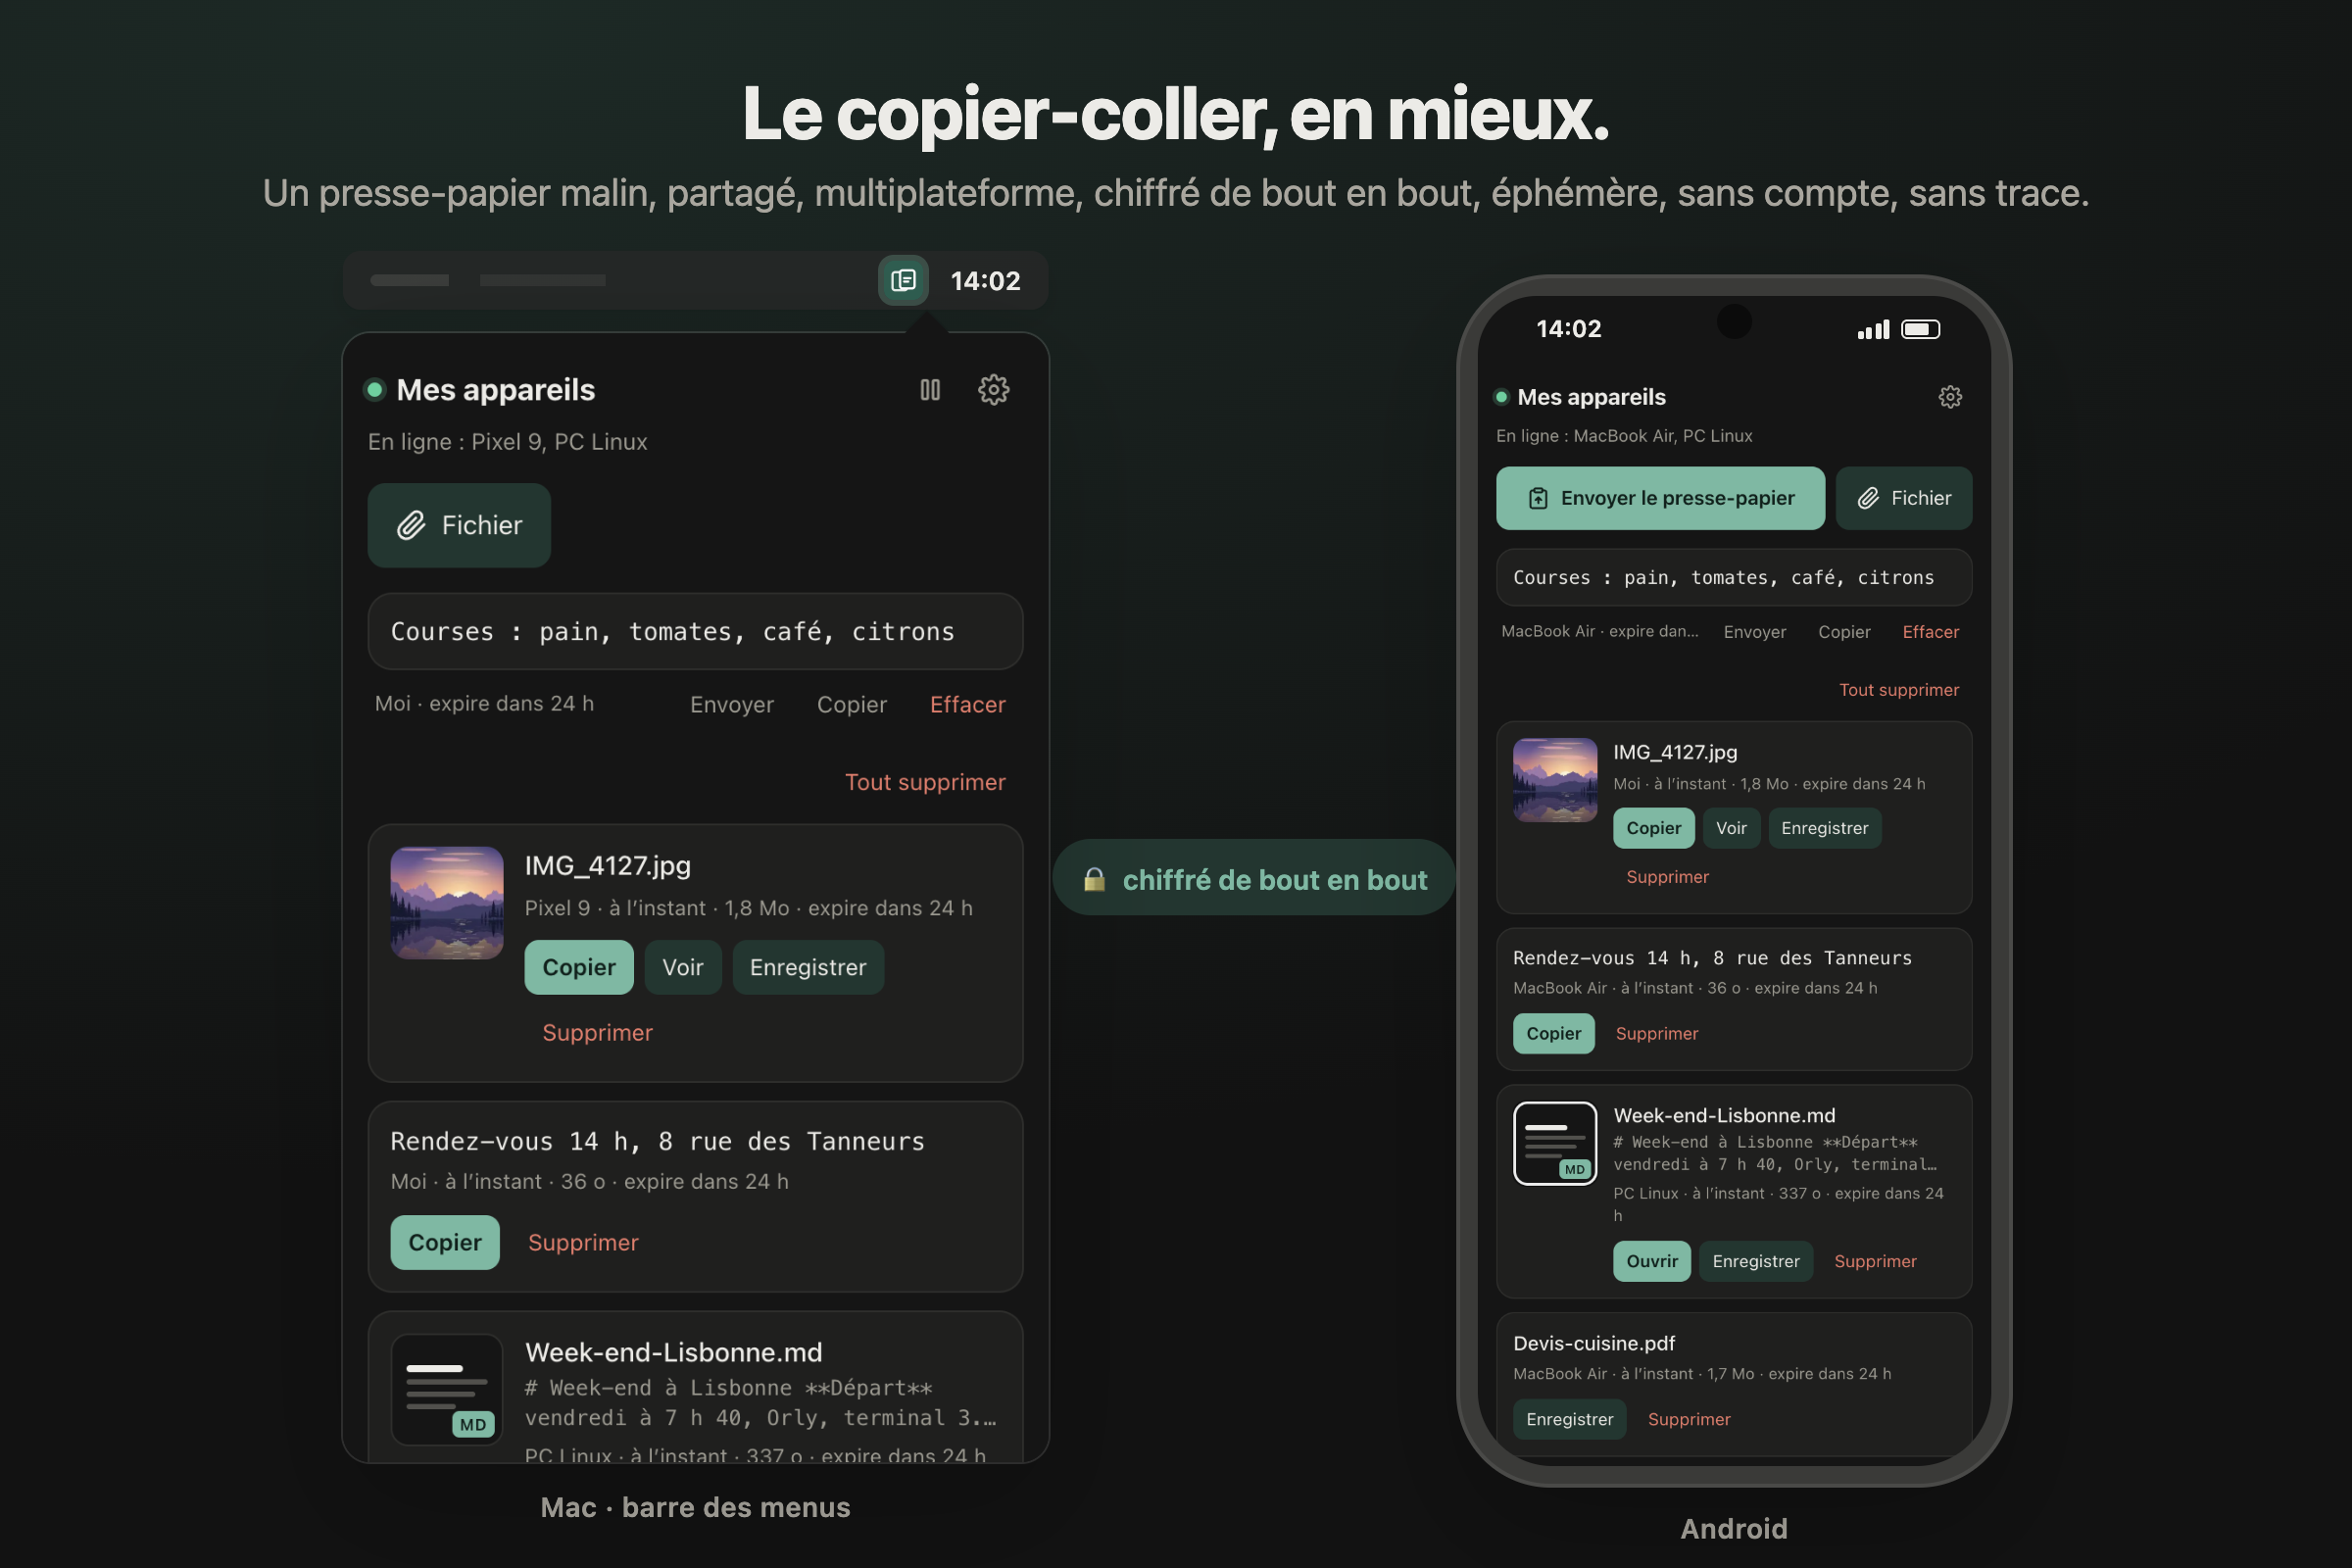 Le copier-coller, en mieux.
Un presse-papier malin, partagé, multiplateforme, chiffré de bout en bout, éphémère, sans compte, sans trace.
14:02
Mes appareils
En ligne : Pixel 9, PC Linux
Fichier
Courses : pain, tomates, café, citrons
Moi · expire dans 24 h Envoyer Copier Effacer
Tout supprimer
IMG_4127.jpg
Pixel 9 · à l’instant · 1,8 Mo · expire dans 24 h
Copier Voir Enregistrer
Supprimer
Rendez-vous 14 h, 8 rue des Tanneurs
Moi · à l’instant · 36 o · expire dans 24 h
Copier Supprimer
MD
Week-end-Lisbonne.md
# Week-end à Lisbonne **Départ**
vendredi à 7 h 40, Orly, terminal 3.…
PC Linux · à l’instant · 337 o · expire dans 24 h
Mac · barre des menus
🔒 chiffré de bout en bout
14:02
Mes appareils
En ligne : MacBook Air, PC Linux
Envoyer le presse-papier Fichier
Courses : pain, tomates, café, citrons
MacBook Air · expire dan… Envoyer Copier Effacer
Tout supprimer
IMG_4127.jpg
Moi · à l’instant · 1,8 Mo · expire dans 24 h
Copier Voir Enregistrer
Supprimer
Rendez-vous 14 h, 8 rue des Tanneurs
MacBook Air · à l’instant · 36 o · expire dans 24 h
Copier Supprimer
MD
Week-end-Lisbonne.md
# Week-end à Lisbonne **Départ**
vendredi à 7 h 40, Orly, terminal…
PC Linux · à l’instant · 337 o · expire dans 24
h
Ouvrir Enregistrer Supprimer
Devis-cuisine.pdf
MacBook Air · à l’instant · 1,7 Mo · expire dans 24 h
Enregistrer Supprimer
Android